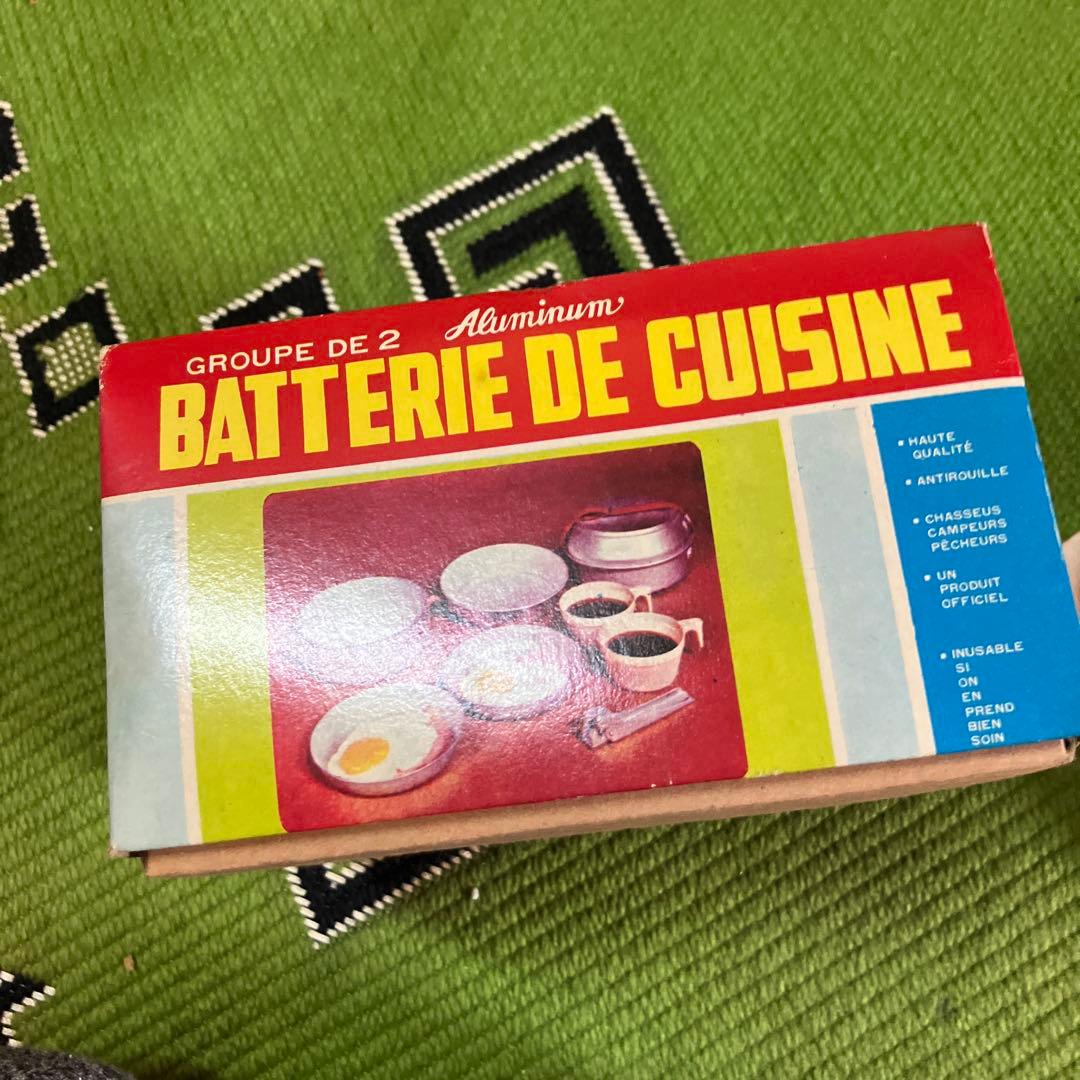 GROUPE DE 2 Aluminum
BATTERIE DE CUISINE
• HAUTE
QUALITÉ
• ANTIROUILLE
• CHASSEUS
CAMPEURS
PÊCHEURS
• UN
PRODUIT
OFFICIEL
• INUSABLE
SI
ON
EN
PREND
BIEN
SOIN